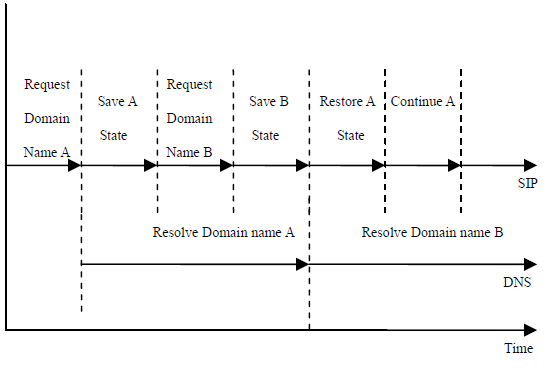 Request
Domain
Name A
Save A
State
Request
Domain
Name B
Save B
State
Restore A
State
Continue A
SIP
Resolve Domain name A
Resolve Domain name B
DNS
Time